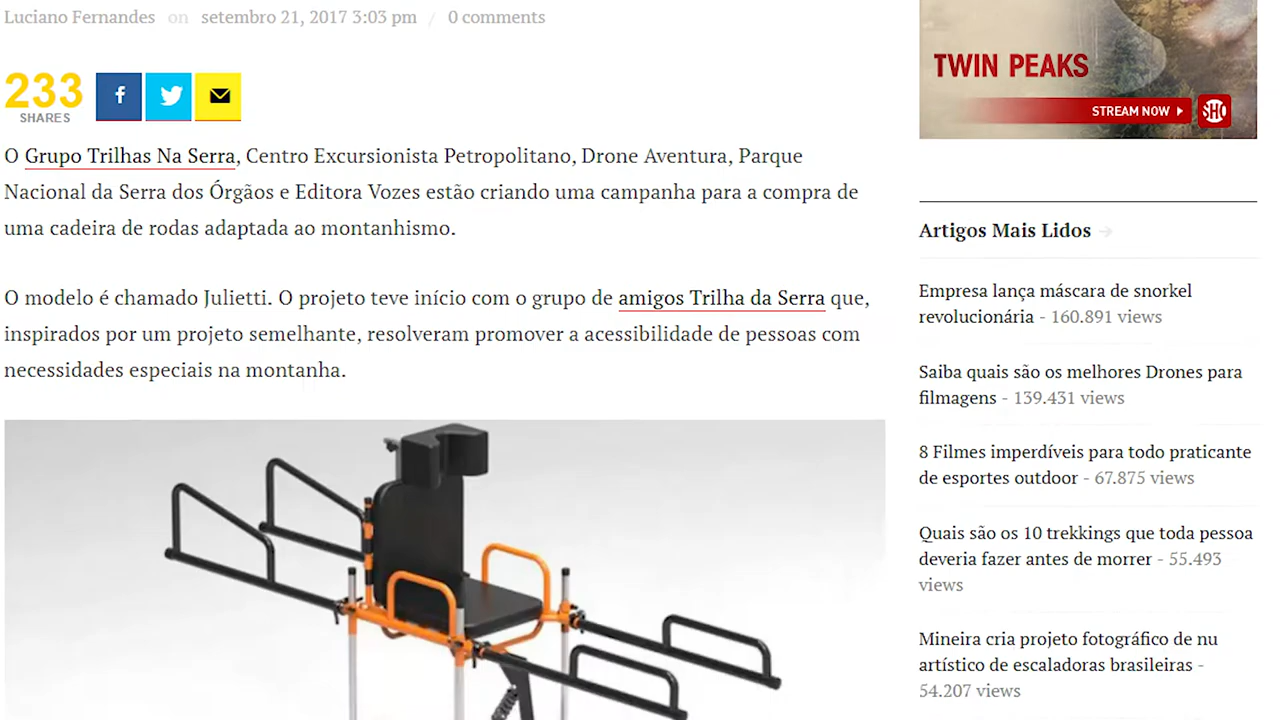 Luciano Fernandes on setembro 21, 2017 3:03 pm / 0 comments
233
SHARES
O Grupo Trilhas Na Serra, Centro Excursionista Petropolitano, Drone Aventura, Parque
Nacional da Serra dos Órgãos e Editora Vozes estão criando uma campanha para a compra de
uma cadeira de rodas adaptada ao montanhismo.
O modelo é chamado Julietti. O projeto teve início com o grupo de amigos Trilha da Serra que,
inspirados por um projeto semelhante, resolveram promover a acessibilidade de pessoas com
necessidades especiais na montanha.
TWIN PEAKS
STREAM NOW
SHO
Artigos Mais Lidos
Empresa lança máscara de snorkel
revolucionária - 160.891 views
Saiba quais são os melhores Drones para
filmagens - 139.431 views
8 Filmes imperdíveis para todo praticante
de esportes outdoor - 67.875 views
Quais são os 10 trekkings que toda pessoa
deveria fazer antes de morrer - 55.493
views
Mineira cria projeto fotográfico de nu
artístico de escaladoras brasileiras -
54.207 views